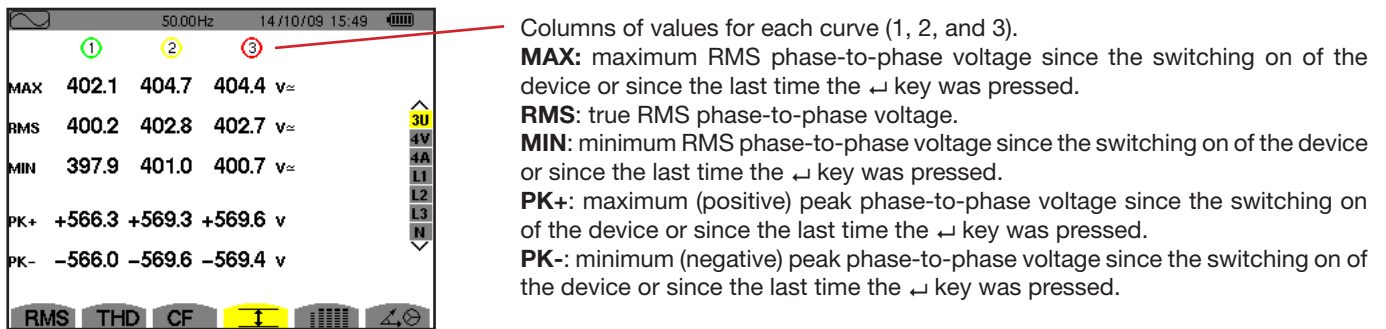 50.00Hz 14/10/09 15:49
1 2 3
MAX 402.1 404.7 404.4 V≃
RMS 400.2 402.8 402.7 V≃
MIN 397.9 401.0 400.7 V≃
PK+ +566.3 +569.3 +569.6 V
PK- -566.0 -569.6 -569.4 V
3U
4V
4A
L1
L2
L3
N
RMS THD CF
Columns of values for each curve (1, 2, and 3).
MAX: maximum RMS phase-to-phase voltage since the switching on of the
device or since the last time the ↵ key was pressed.
RMS: true RMS phase-to-phase voltage.
MIN: minimum RMS phase-to-phase voltage since the switching on of the device
or since the last time the ↵ key was pressed.
PK+: maximum (positive) peak phase-to-phase voltage since the switching on
of the device or since the last time the ↵ key was pressed.
PK-: minimum (negative) peak phase-to-phase voltage since the switching on of
the device or since the last time the ↵ key was pressed.